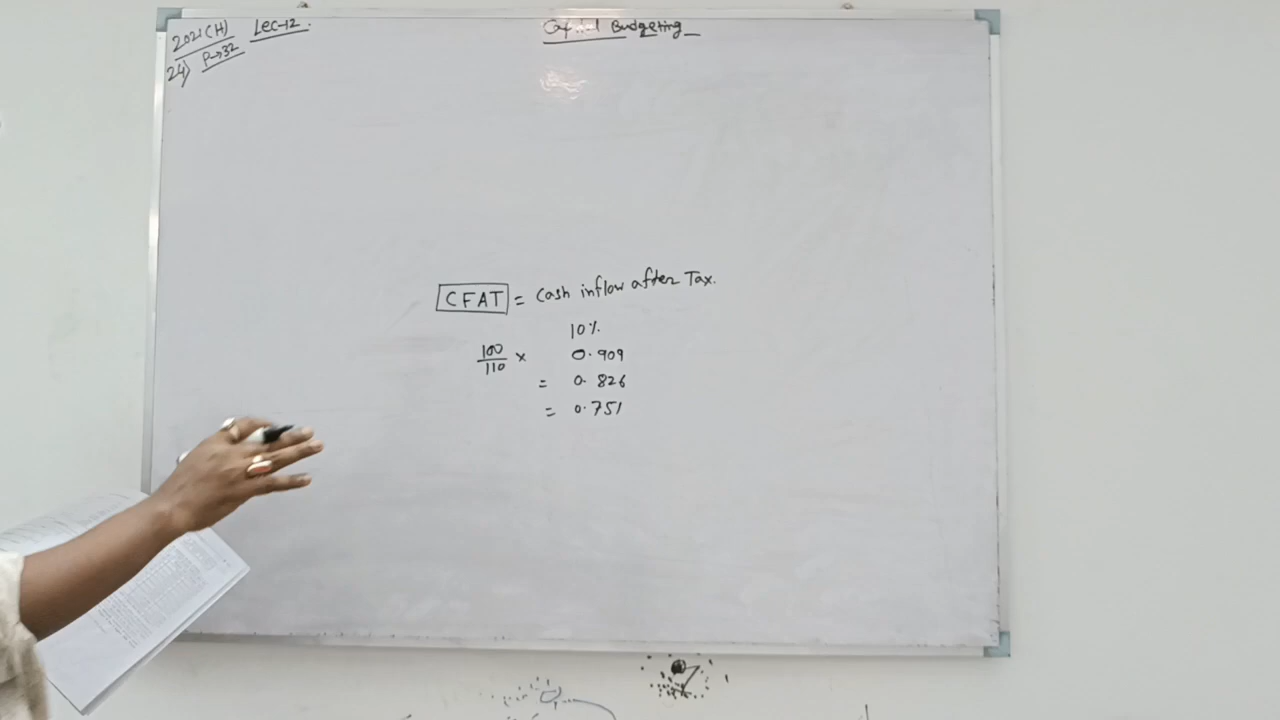 2021(H) Lec-12.
24) P→32
Capital Budgeting
CFAT = Cash inflow after Tax.
10%
100/110 × 0.909
= 0.826
= 0.751